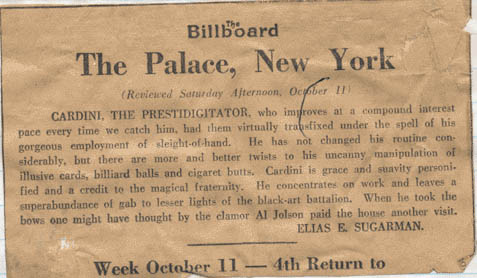 The Billboard
The Palace, New York
(Reviewed Saturday Afternoon, October 11)
CARDINI, THE PRESTIDIGITATOR, who improves at a compound interest
pace every time we catch him, had them virtually transfixed under the spell of his
gorgeous employment of sleight-of-hand. He has not changed his routine con-
siderably, but there are more and better twists to his uncanny manipulation of
illusive cards, billiard balls and cigaret butts. Cardini is grace and suavity personi-
fied and a credit to the magical fraternity. He concentrates on work and leaves a
superabundance of gab to lesser lights of the black-art battalion. When he took the
bows one might have thought by the clamor Al Jolson paid the house another visit.
ELIAS E. SUGARMAN.
Week October 11 — 4th Return to